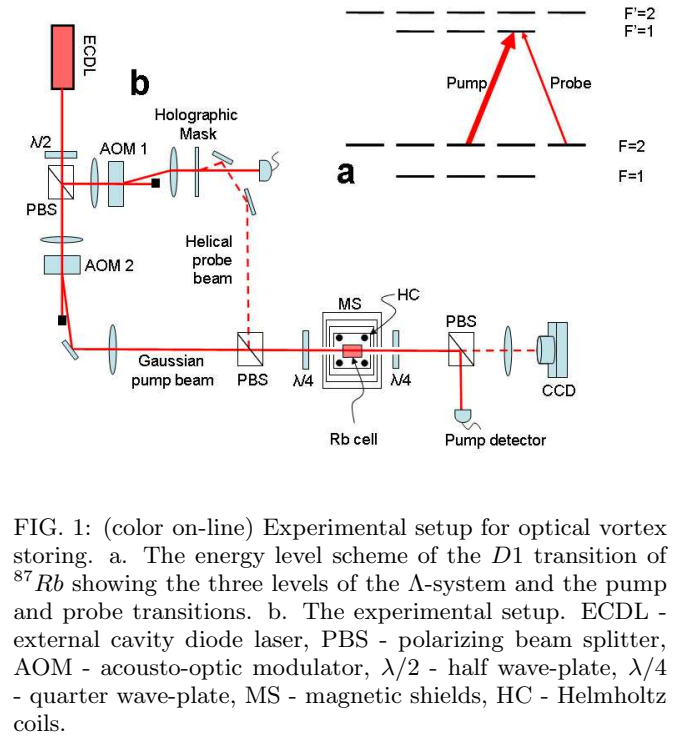 ECDL
b
F'=2
F'=1
Pump
Probe
F=2
a
F=1
λ/2
AOM 1
Holographic
Mask
PBS
AOM 2
Helical
probe
beam
MS
HC
PBS
Gaussian
pump beam
PBS
λ/4
λ/4
CCD
Rb cell
Pump detector
FIG. 1: (color on-line) Experimental setup for optical vortex
storing. a. The energy level scheme of the D1 transition of
⁸⁷Rb showing the three levels of the Λ-system and the pump
and probe transitions. b. The experimental setup. ECDL -
external cavity diode laser, PBS - polarizing beam splitter,
AOM - acousto-optic modulator, λ/2 - half wave-plate, λ/4
- quarter wave-plate, MS - magnetic shields, HC - Helmholtz
coils.